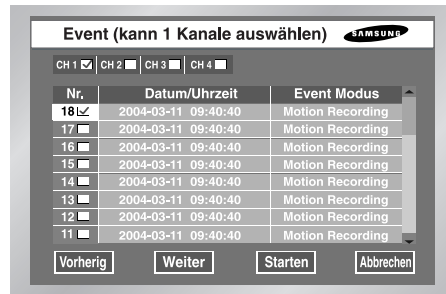 Event (kann 1 Kanale auswählen) SAMSUNG
CH 1 CH 2 CH 3 CH 4
Nr. Datum/Uhrzeit Event Modus
18 2004-03-11 09:40:40 Motion Recording
17 2004-03-11 09:40:40 Motion Recording
16 2004-03-11 09:40:40 Motion Recording
15 2004-03-11 09:40:40 Motion Recording
14 2004-03-11 09:40:40 Motion Recording
13 2004-03-11 09:40:40 Motion Recording
12 2004-03-11 09:40:40 Motion Recording
11 2004-03-11 09:40:40 Motion Recording
Vorherig Weiter Starten Abbrechen